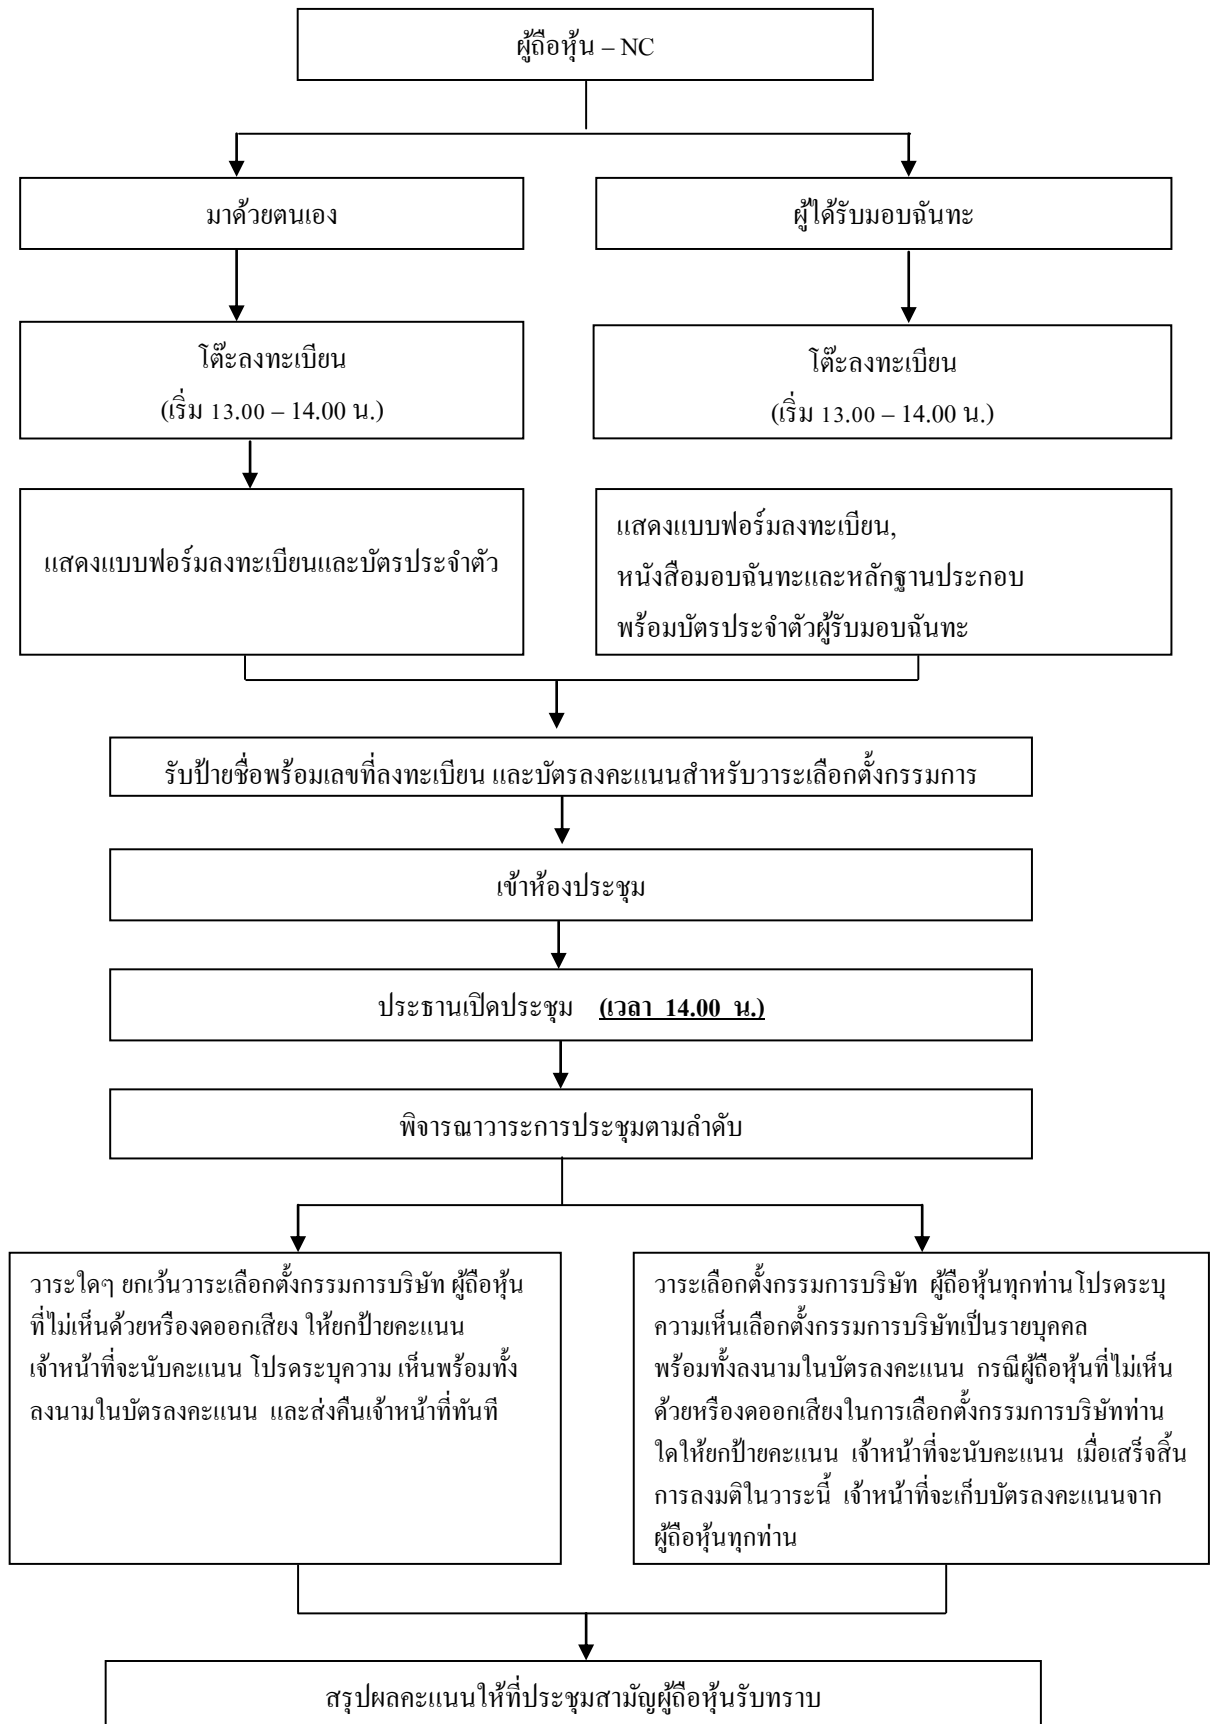 ผู้ถือหุ้น – NC
มาด้วยตนเอง
ผู้ได้รับมอบฉันทะ
โต๊ะลงทะเบียน
(เริ่ม 13.00 – 14.00 น.)
โต๊ะลงทะเบียน
(เริ่ม 13.00 – 14.00 น.)
แสดงแบบฟอร์มลงทะเบียนและบัตรประจำตัว
แสดงแบบฟอร์มลงทะเบียน,
หนังสือมอบฉันทะและหลักฐานประกอบ
พร้อมบัตรประจำตัวผู้รับมอบฉันทะ
รับป้ายชื่อพร้อมเลขที่ลงทะเบียน และบัตรลงคะแนนสำหรับวาระเลือกตั้งกรรมการ
เข้าห้องประชุม
ประธานเปิดประชุม (เวลา 14.00 น.)
พิจารณาวาระการประชุมตามลำดับ
วาระใดๆ ยกเว้นวาระเลือกตั้งกรรมการบริษัท ผู้ถือหุ้น
ที่ไม่เห็นด้วยหรืองดออกเสียง ให้ยกป้ายคะแนน
เจ้าหน้าที่จะนับคะแนน โปรดระบุความ เห็นพร้อมทั้ง
ลงนามในบัตรลงคะแนน และส่งคืนเจ้าหน้าที่ทันที
วาระเลือกตั้งกรรมการบริษัท ผู้ถือหุ้นทุกท่านโปรดระบุ
ความเห็นเลือกตั้งกรรมการบริษัทเป็นรายบุคคล
พร้อมทั้งลงนามในบัตรลงคะแนน กรณีผู้ถือหุ้นที่ไม่เห็น
ด้วยหรืองดออกเสียงในการเลือกตั้งกรรมการบริษัทท่าน
ใดให้ยกป้ายคะแนน เจ้าหน้าที่จะนับคะแนน เมื่อเสร็จสิ้น
การลงมติในวาระนี้ เจ้าหน้าที่จะเก็บบัตรลงคะแนนจาก
ผู้ถือหุ้นทุกท่าน
สรุปผลคะแนนให้ที่ประชุมสามัญผู้ถือหุ้นรับทราบ